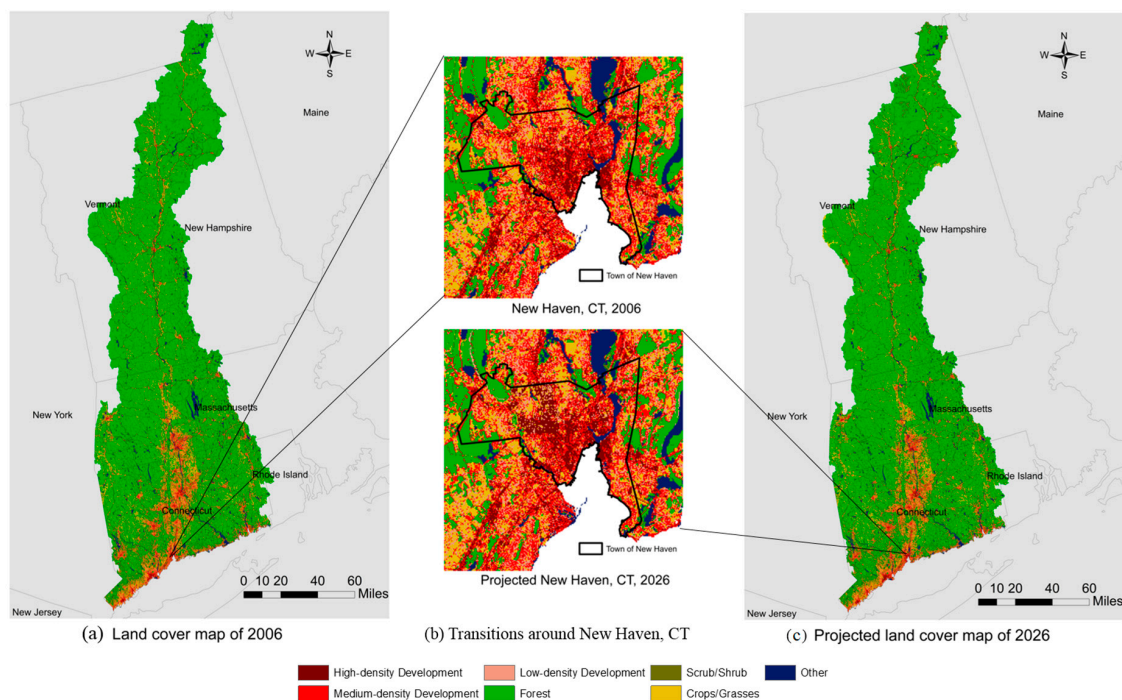 N
W E
S
Maine
Vermont
New Hampshire
New York
Massachusetts
Rhode Island
Connecticut
New Jersey
0 10 20 40 60
Miles
(a) Land cover map of 2006
Town of New Haven
New Haven, CT, 2006
Town of New Haven
Projected New Haven, CT, 2026
(b) Transitions around New Haven, CT
N
W E
S
Maine
Vermont
New Hampshire
New York
Massachusetts
Rhode Island
Connecticut
New Jersey
0 10 20 40 60
Miles
(c) Projected land cover map of 2026
High-density Development Low-density Development Scrub/Shrub Other
Medium-density Development Forest Crops/Grasses